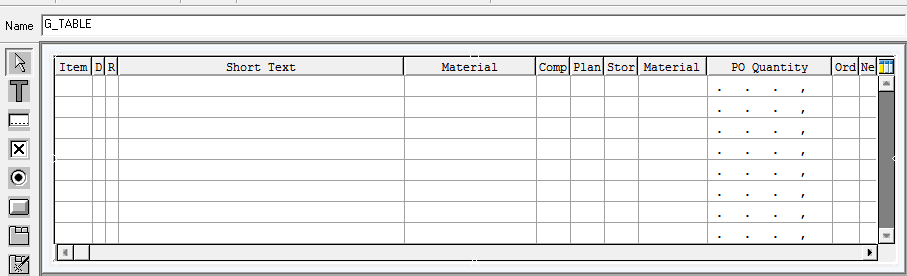 Name G_TABLE
Item D R Short Text Material Comp Plan Stor Material PO Quantity Ord Ne
. . . ,
. . . ,
. . . ,
. . . ,
. . . ,
. . . ,
. . . ,
. . . ,